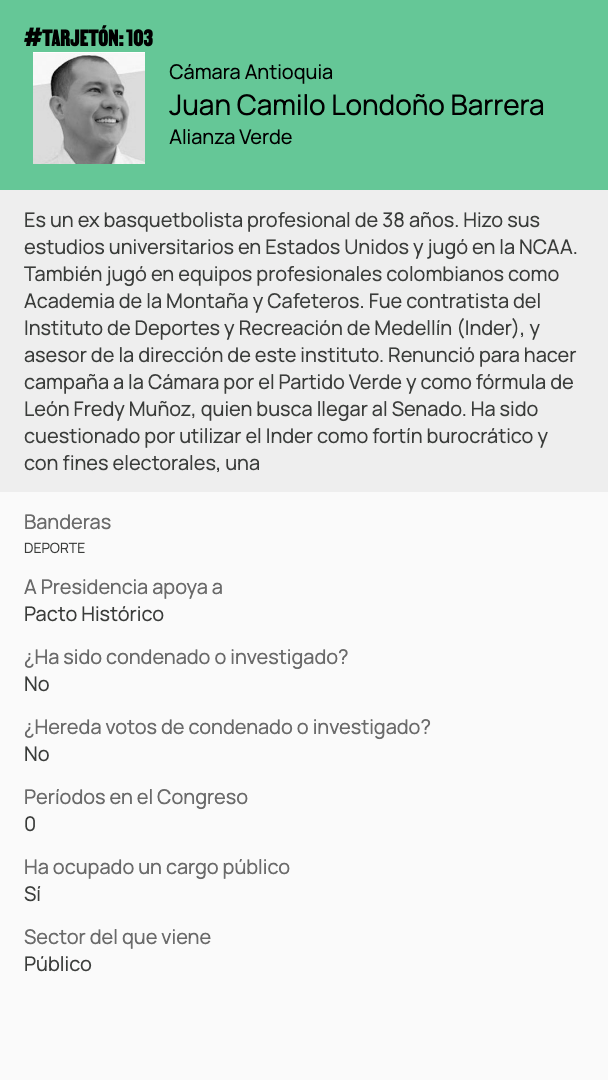 #TARJETÓN: 103
Cámara Antioquia
Juan Camilo Londoño Barrera
Alianza Verde
Es un ex basquetbolista profesional de 38 años. Hizo sus
estudios universitarios en Estados Unidos y jugó en la NCAA.
También jugó en equipos profesionales colombianos como
Academia de la Montaña y Cafeteros. Fue contratista del
Instituto de Deportes y Recreación de Medellín (Inder), y
asesor de la dirección de este instituto. Renunció para hacer
campaña a la Cámara por el Partido Verde y como fórmula de
León Fredy Muñoz, quien busca llegar al Senado. Ha sido
cuestionado por utilizar el Inder como fortín burocrático y
con fines electorales, una
Banderas
DEPORTE
A Presidencia apoya a
Pacto Histórico
¿Ha sido condenado o investigado?
No
¿Hereda votos de condenado o investigado?
No
Períodos en el Congreso
0
Ha ocupado un cargo público
Sí
Sector del que viene
Público